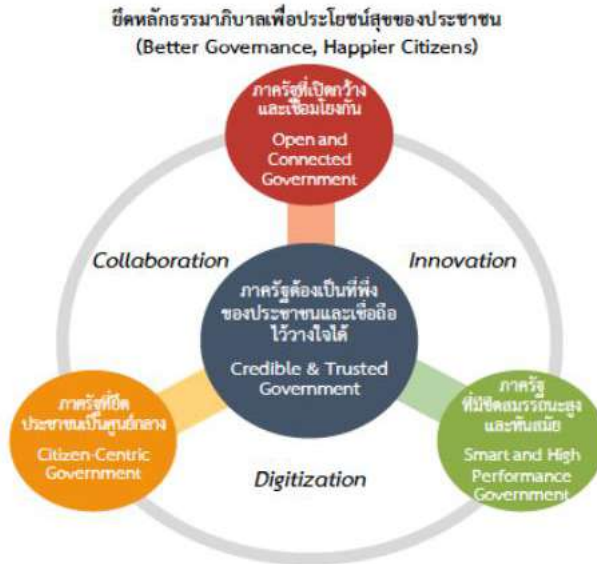 ยึดหลักธรรมาภิบาลเพื่อประโยชน์สุขของประชาชน
(Better Governance, Happier Citizens)
ภาครัฐที่เปิดกว้าง
และเชื่อมโยงกัน
Open and
Connected
Government
Collaboration
Innovation
ภาครัฐต้องเป็นที่พึ่ง
ของประชาชนและเชื่อถือ
ไว้วางใจได้
Credible & Trusted
Government
ภาครัฐที่ยึด
ประชาชนเป็นศูนย์กลาง
Citizen-Centric
Government
ภาครัฐ
ที่มีขีดสมรรถนะสูง
และทันสมัย
Smart and High
Performance
Government
Digitization